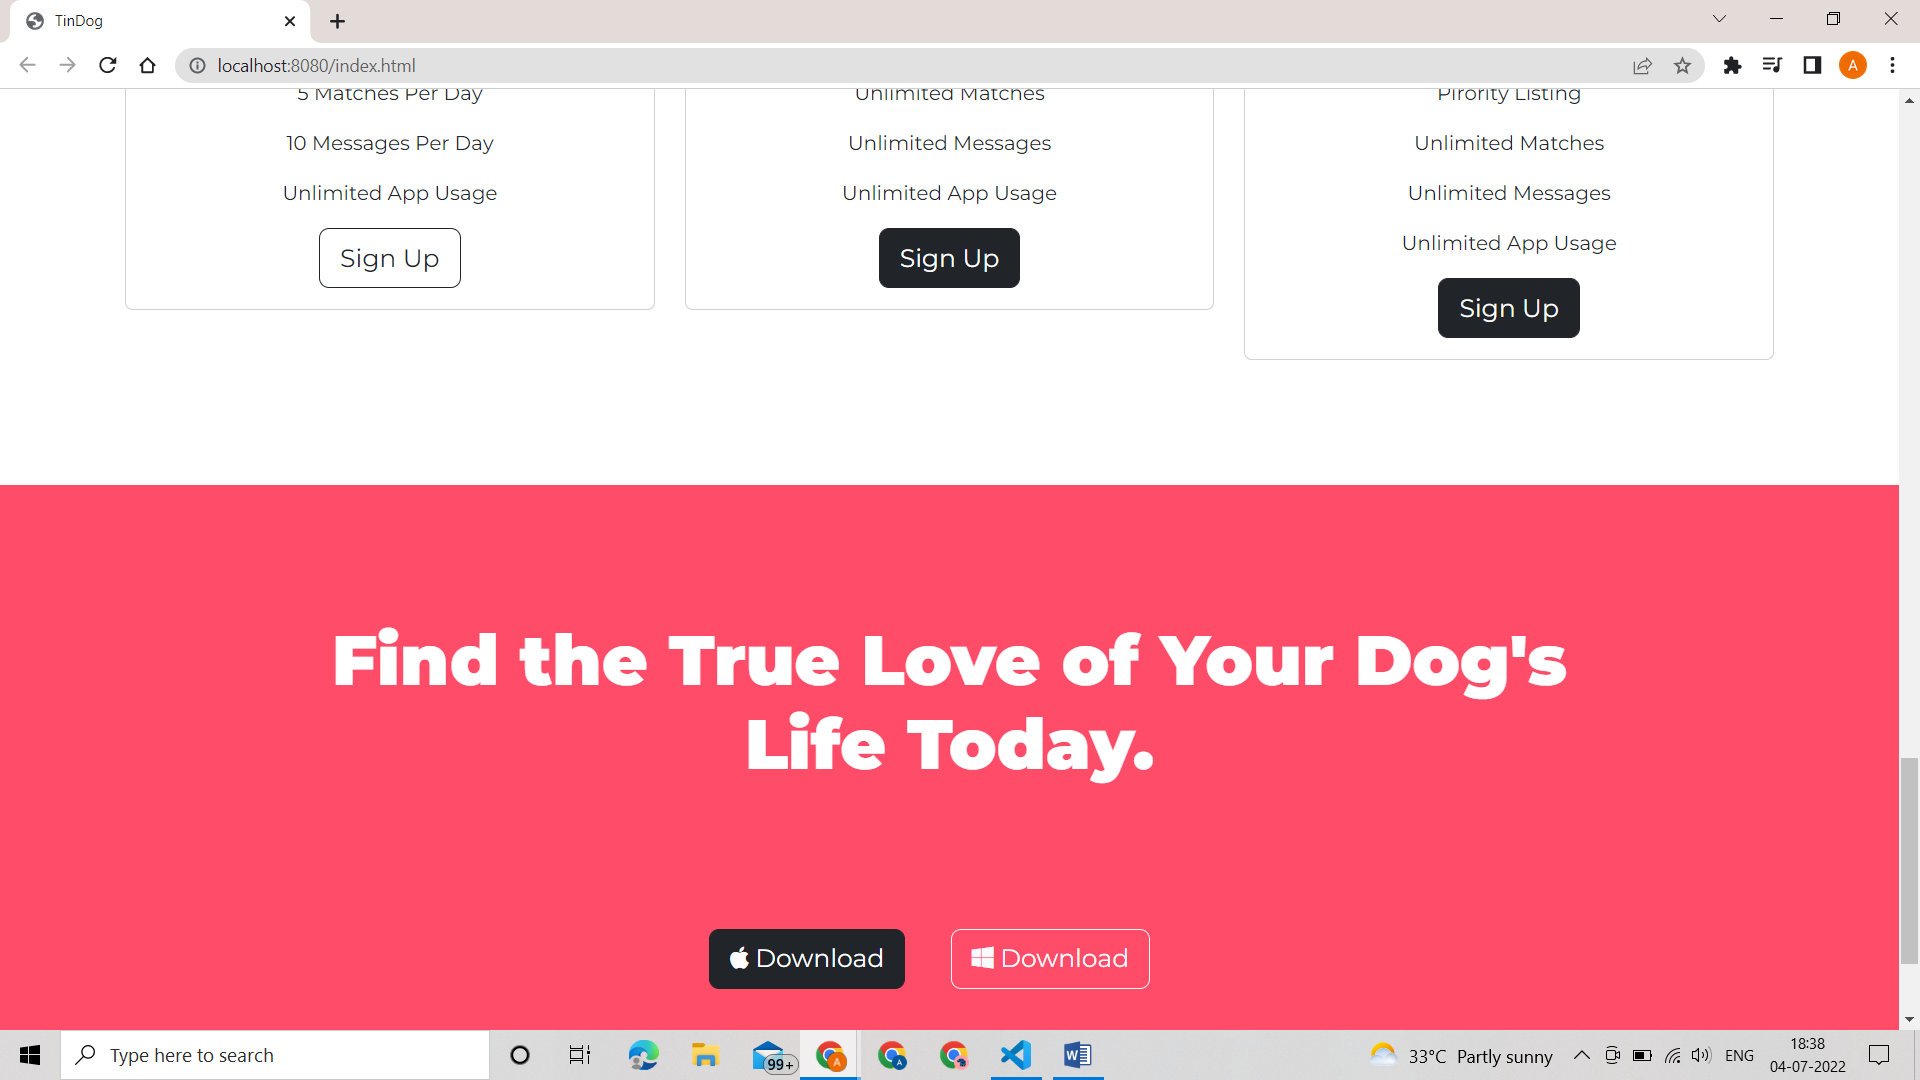 TinDog
localhost:8080/index.html
A
5 Matches Per Day
10 Messages Per Day
Unlimited App Usage
Sign Up
Unlimited Matches
Unlimited Messages
Unlimited App Usage
Sign Up
Pirority Listing
Unlimited Matches
Unlimited Messages
Unlimited App Usage
Sign Up
Find the True Love of Your Dog's
Life Today.
Download
Download
Type here to search
99+
A
A
W
33°C Partly sunny
ENG
18:38
04-07-2022